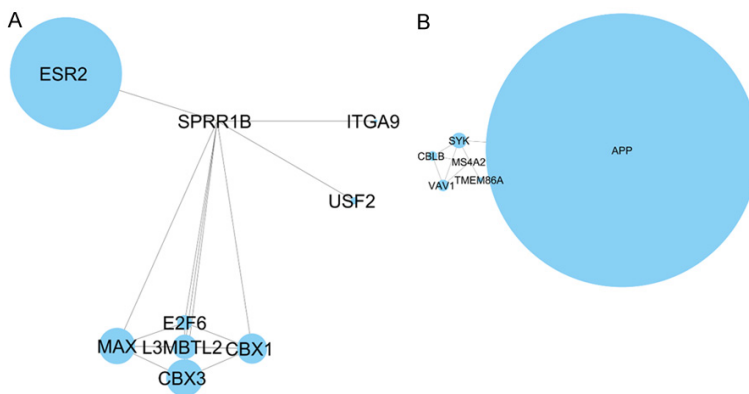 A
ESR2
SPRR1B
ITGA9
USF2
E2F6
MAX
L3MBTL2
CBX1
CBX3
B
SYK
CBLB
MS4A2
VAV1
TMEM86A
APP